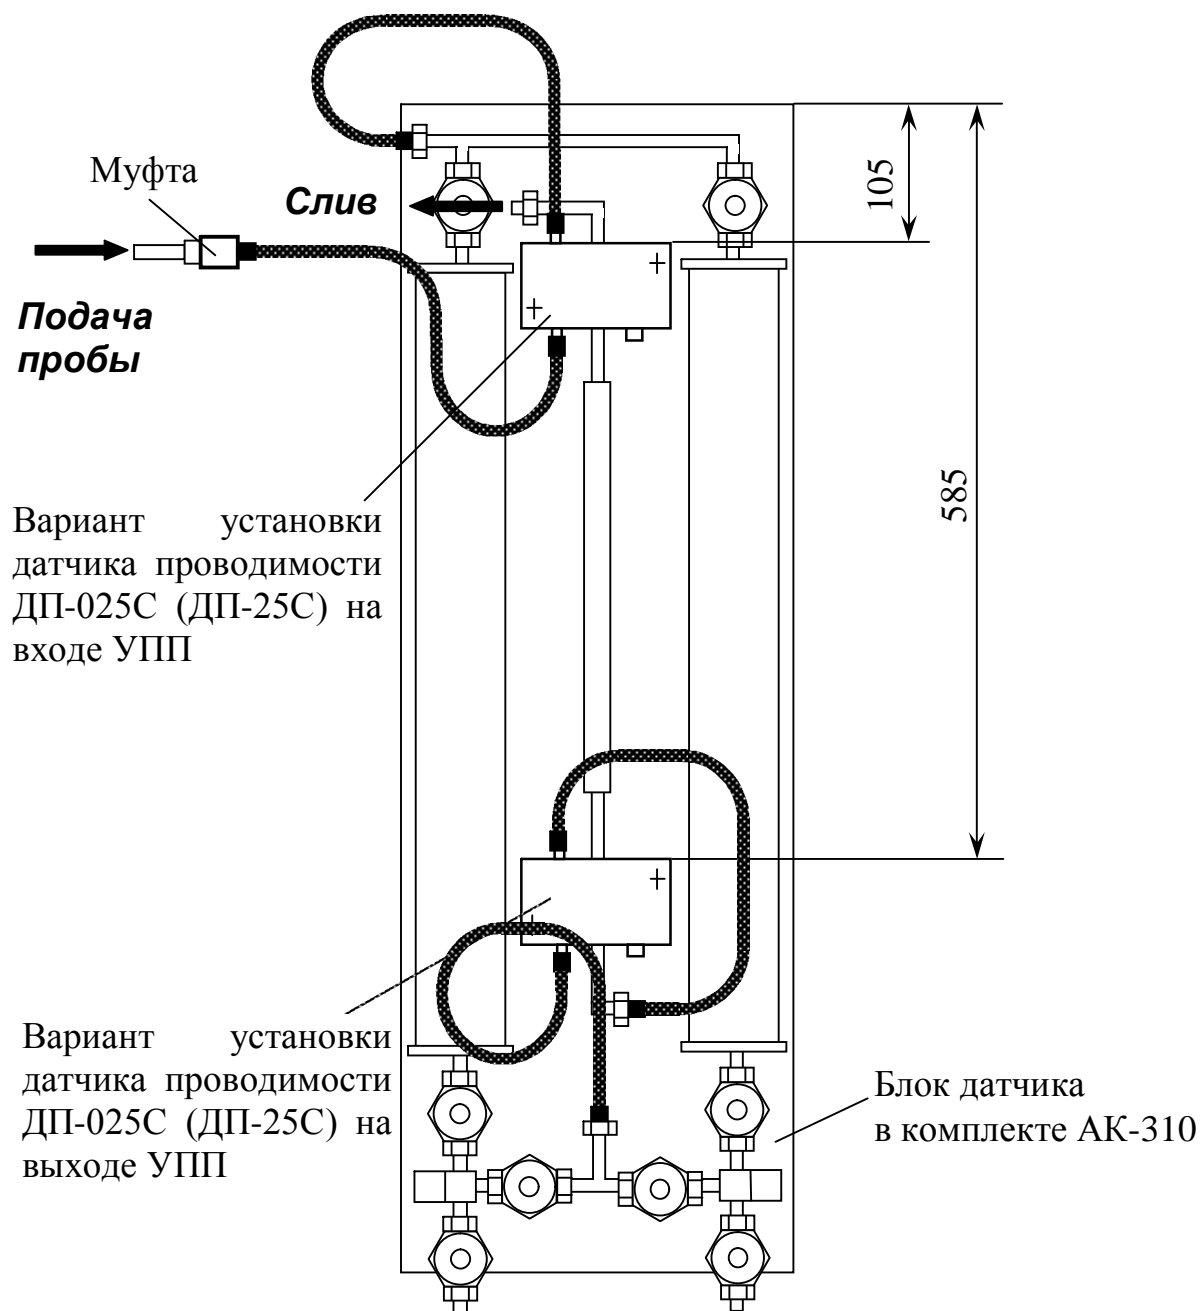 Муфта
Слив
Подача
пробы
105
585
Вариант установки
датчика проводимости
ДП-025С (ДП-25С) на
входе УПП
Вариант установки
датчика проводимости
ДП-025С (ДП-25С) на
выходе УПП
Блок датчика
в комплекте АК-310